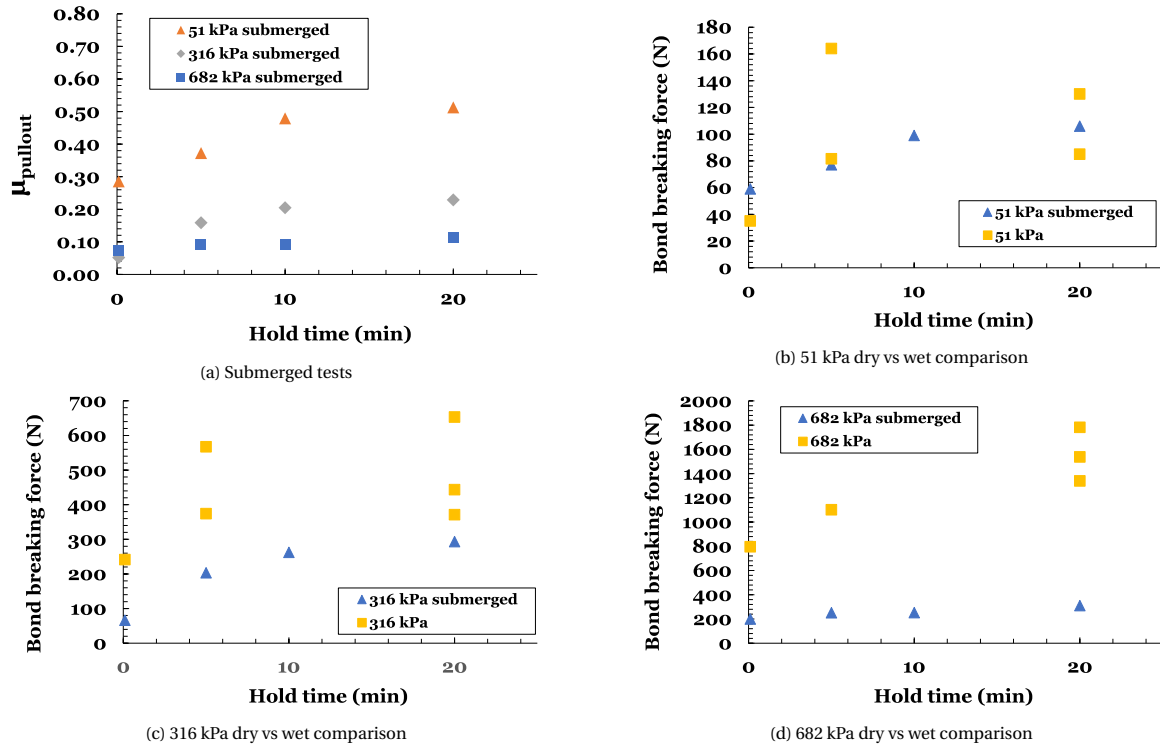 0.80
0.70
0.60
0.50
0.40
0.30
0.20
0.10
0.00
μpullout
51 kPa submerged
316 kPa submerged
682 kPa submerged
0 10 20
Hold time (min)
(a) Submerged tests
180
160
140
120
100
80
60
40
20
0
Bond breaking force (N)
51 kPa submerged
51 kPa
0 10 20
Hold time (min)
(b) 51 kPa dry vs wet comparison
700
600
500
400
300
200
100
0
Bond breaking force (N)
316 kPa submerged
316 kPa
0 10 20
Hold time (min)
(c) 316 kPa dry vs wet comparison
2000
1800
1600
1400
1200
1000
800
600
400
200
0
Bond breaking force (N)
682 kPa submerged
682 kPa
0 10 20
Hold time (min)
(d) 682 kPa dry vs wet comparison